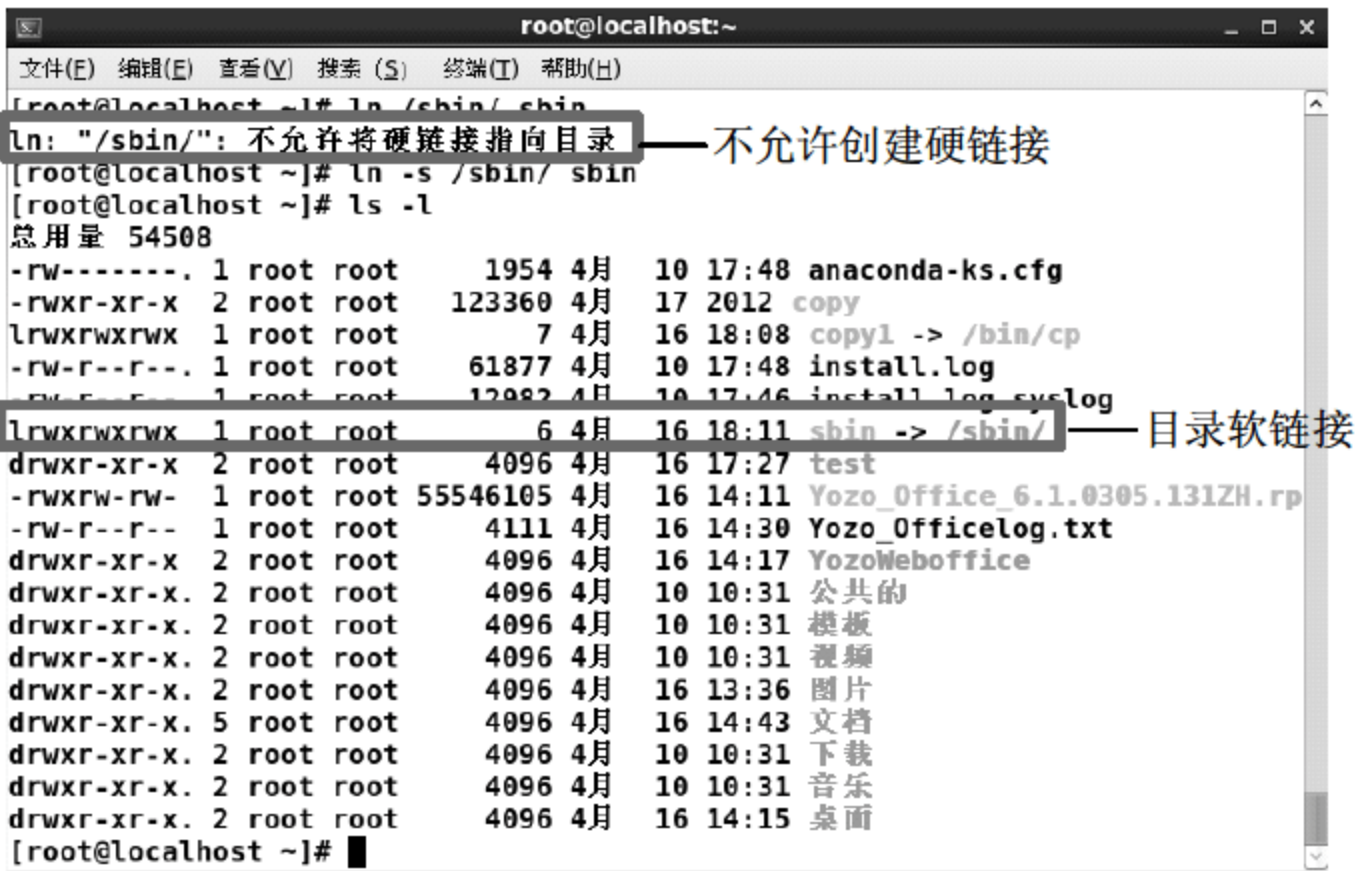 root@localhost:~
文件(F) 编辑(E) 查看(V) 搜索 (S) 终端(T) 帮助(H)
[root@localhost ~]# ln /sbin/ sbin
ln: "/sbin/": 不允许将硬链接指向目录
不允许创建硬链接
[root@localhost ~]# ln -s /sbin/ sbin
[root@localhost ~]# ls -l
总用量 54508
-rw-------. 1 root root 1954 4月 10 17:48 anaconda-ks.cfg
-rwxr-xr-x 2 root root 123360 4月 17 2012 copy
lrwxrwxrwx 1 root root 7 4月 16 18:08 copy1 -> /bin/cp
-rw-r--r--. 1 root root 61877 4月 10 17:48 install.log
-rw-r--r--. 1 root root 12982 4月 10 17:46 install.log.syslog
lrwxrwxrwx 1 root root 6 4月 16 18:11 sbin -> /sbin/
目录软链接
drwxr-xr-x 2 root root 4096 4月 16 17:27 test
-rwxrw-rw- 1 root root 55546105 4月 16 14:11 Yozo_Office_6.1.0305.131ZH.rp
-rw-r--r-- 1 root root 4111 4月 16 14:30 Yozo_Officelog.txt
drwxr-xr-x 2 root root 4096 4月 16 14:17 YozoWeboffice
drwxr-xr-x. 2 root root 4096 4月 10 10:31 公共的
drwxr-xr-x. 2 root root 4096 4月 10 10:31 模板
drwxr-xr-x. 2 root root 4096 4月 10 10:31 视频
drwxr-xr-x. 2 root root 4096 4月 16 13:36 图片
drwxr-xr-x. 5 root root 4096 4月 16 14:43 文档
drwxr-xr-x. 2 root root 4096 4月 10 10:31 下载
drwxr-xr-x. 2 root root 4096 4月 10 10:31 音乐
drwxr-xr-x. 2 root root 4096 4月 16 14:15 桌面
[root@localhost ~]#